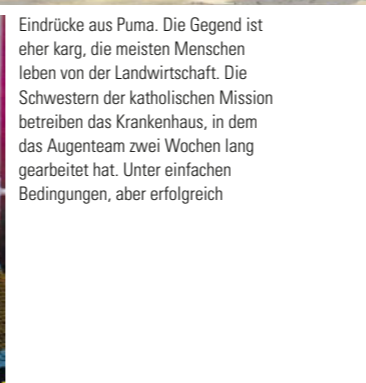 Eindrücke aus Puma. Die Gegend ist
eher karg, die meisten Menschen
leben von der Landwirtschaft. Die
Schwestern der katholischen Mission
betreiben das Krankenhaus, in dem
das Augenteam zwei Wochen lang
gearbeitet hat. Unter einfachen
Bedingungen, aber erfolgreich